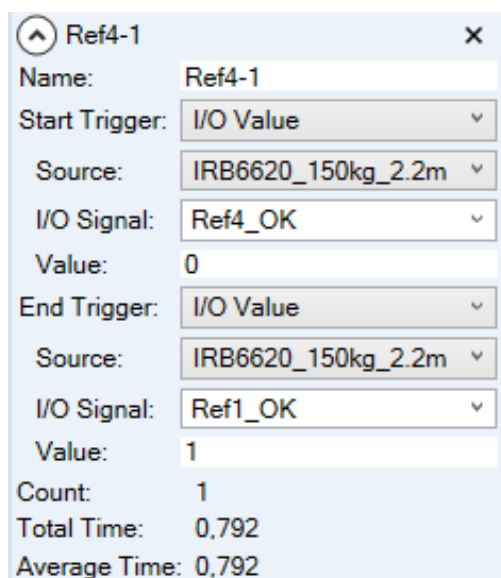 Ref4-1
Name: Ref4-1
Start Trigger: I/O Value
Source: IRB6620_150kg_2.2m
I/O Signal: Ref4_OK
Value: 0
End Trigger: I/O Value
Source: IRB6620_150kg_2.2m
I/O Signal: Ref1_OK
Value: 1
Count: 1
Total Time: 0,792
Average Time: 0,792